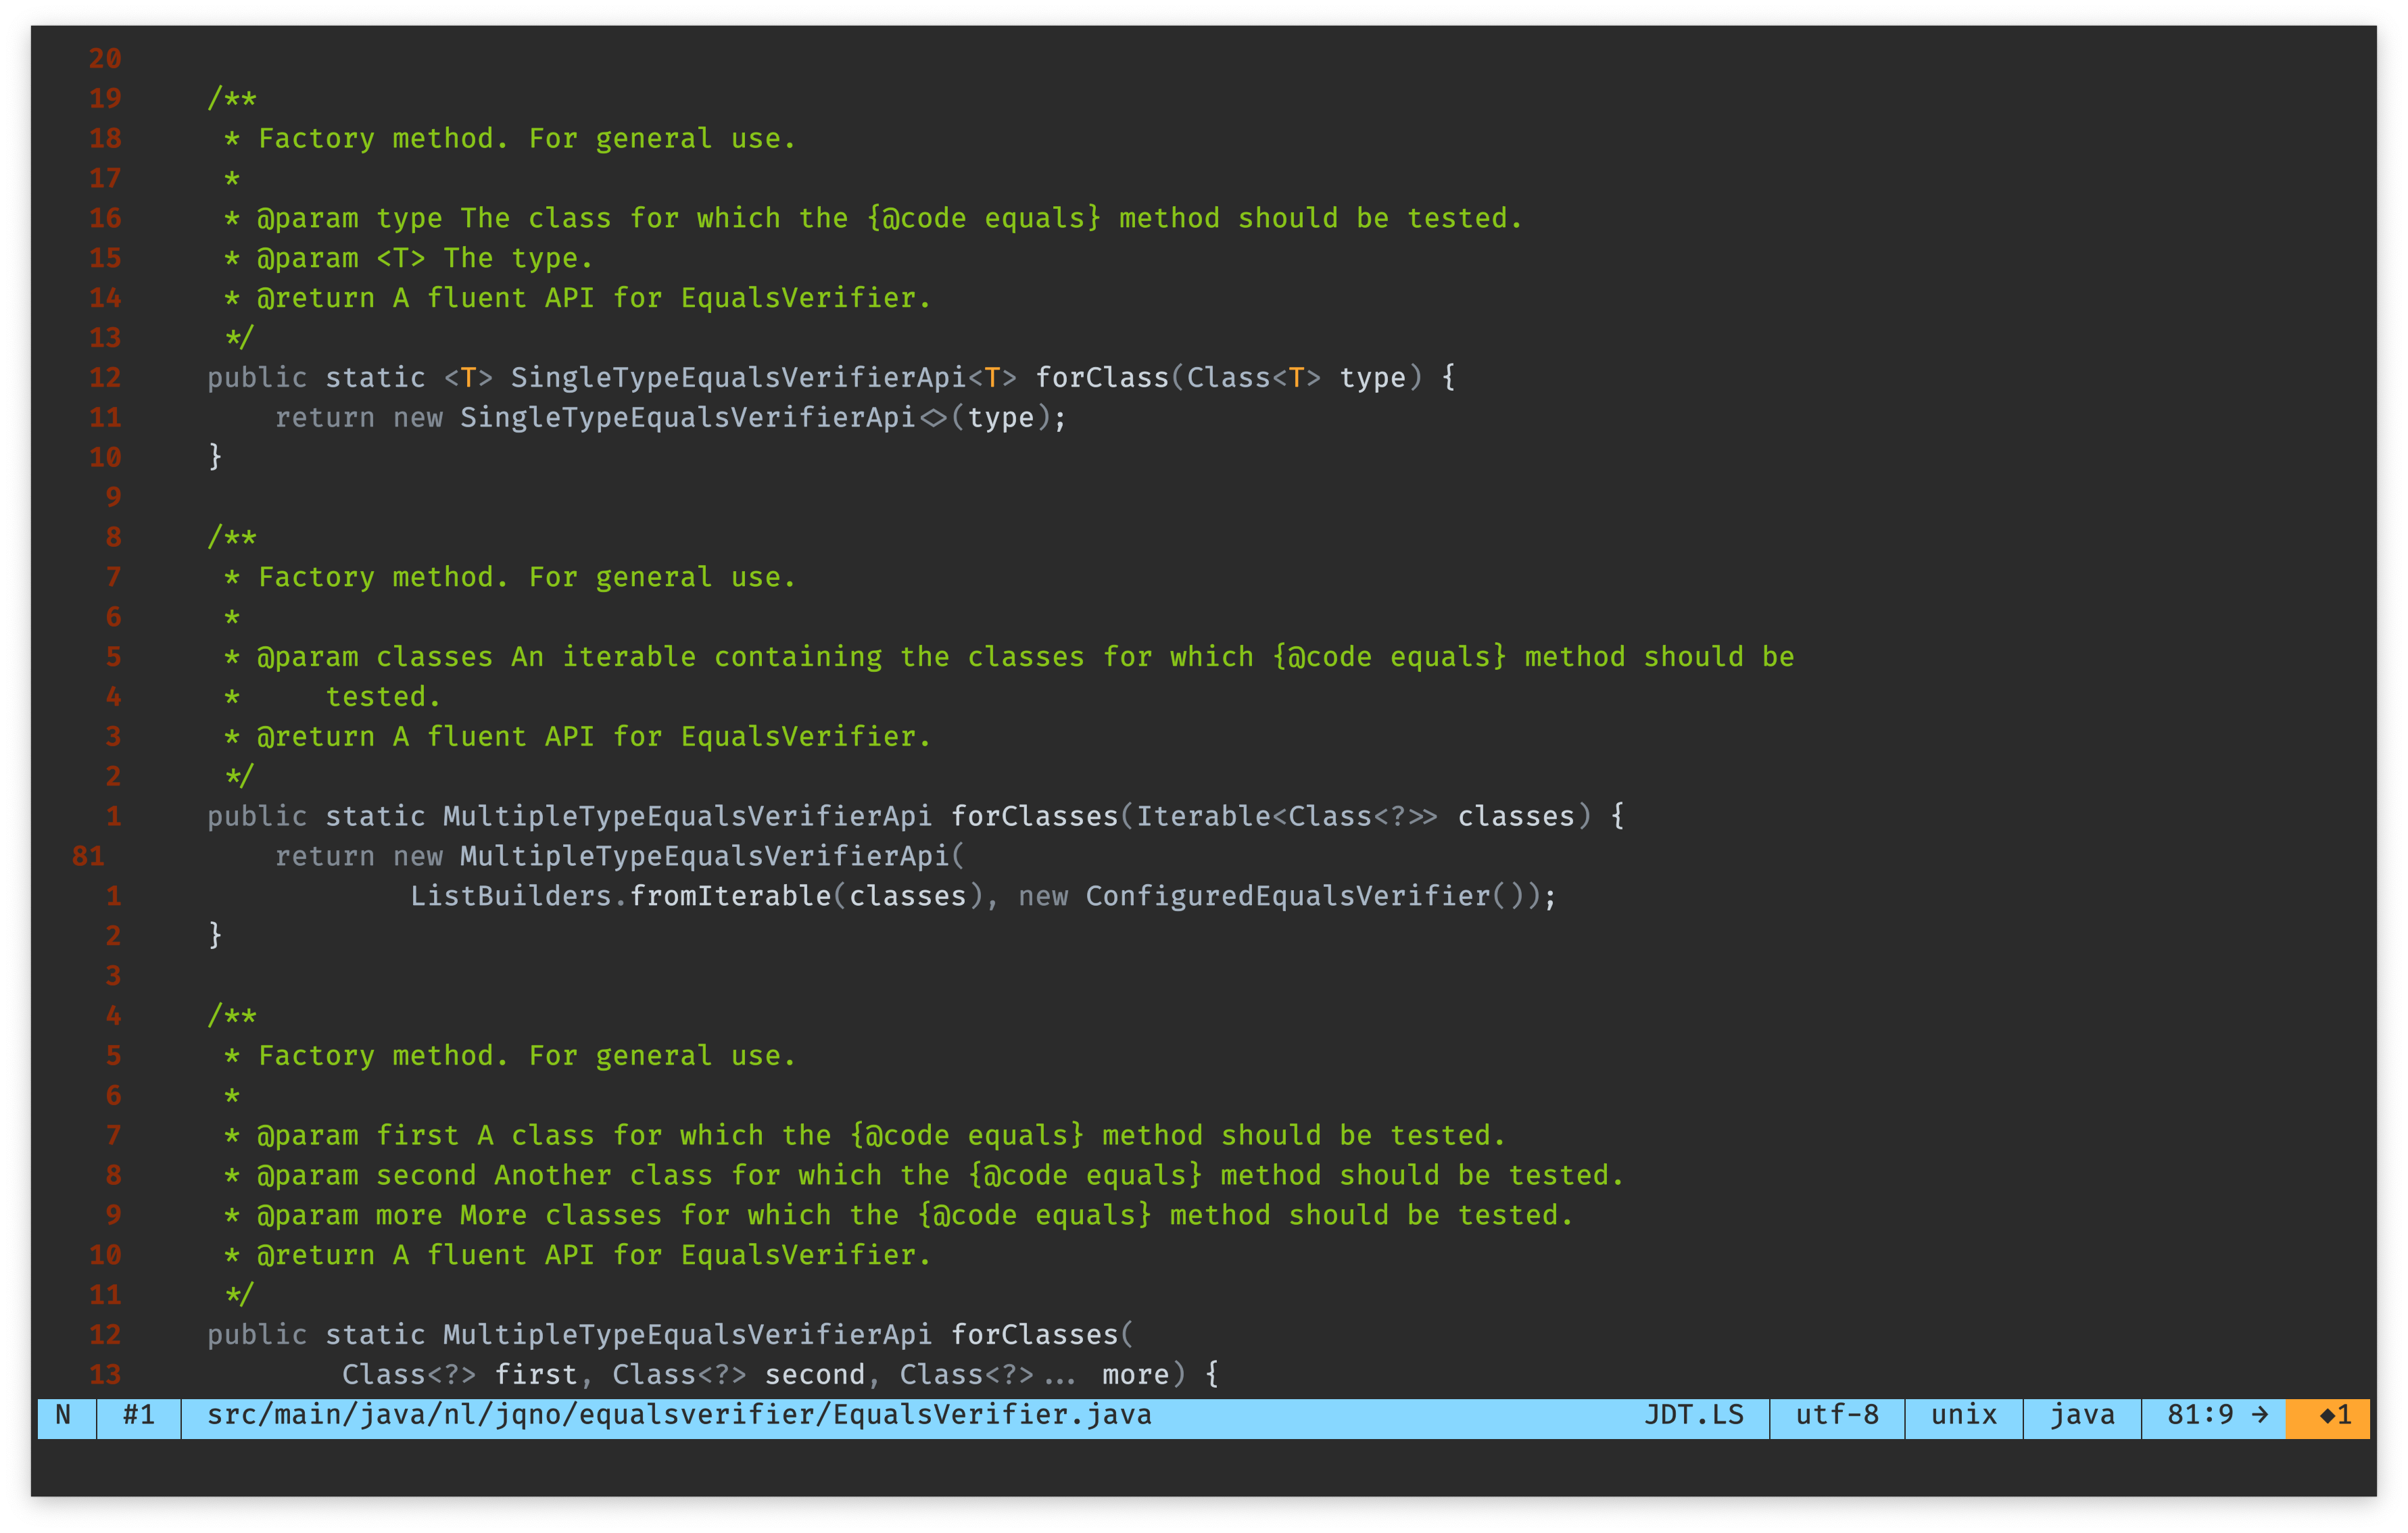 20
19     /**
18      * Factory method. For general use.
17      *
16      * @param type The class for which the {@code equals} method should be tested.
15      * @param <T> The type.
14      * @return A fluent API for EqualsVerifier.
13      */
12     public static <T> SingleTypeEqualsVerifierApi<T> forClass(Class<T> type) {
11         return new SingleTypeEqualsVerifierApi<>(type);
10     }
9
8     /**
7      * Factory method. For general use.
6      *
5      * @param classes An iterable containing the classes for which {@code equals} method should be
4      *     tested.
3      * @return A fluent API for EqualsVerifier.
2      */
1     public static MultipleTypeEqualsVerifierApi forClasses(Iterable<Class<?>> classes) {
81         return new MultipleTypeEqualsVerifierApi(
1                 ListBuilders.fromIterable(classes), new ConfiguredEqualsVerifier());
2     }
3
4     /**
5      * Factory method. For general use.
6      *
7      * @param first A class for which the {@code equals} method should be tested.
8      * @param second Another class for which the {@code equals} method should be tested.
9      * @param more More classes for which the {@code equals} method should be tested.
10      * @return A fluent API for EqualsVerifier.
11      */
12     public static MultipleTypeEqualsVerifierApi forClasses(
13             Class<?> first, Class<?> second, Class<?>... more) {
N  #1  src/main/java/nl/jqno/equalsverifier/EqualsVerifier.java  JDT.LS  utf-8  unix  java  81:9 →  ◆1